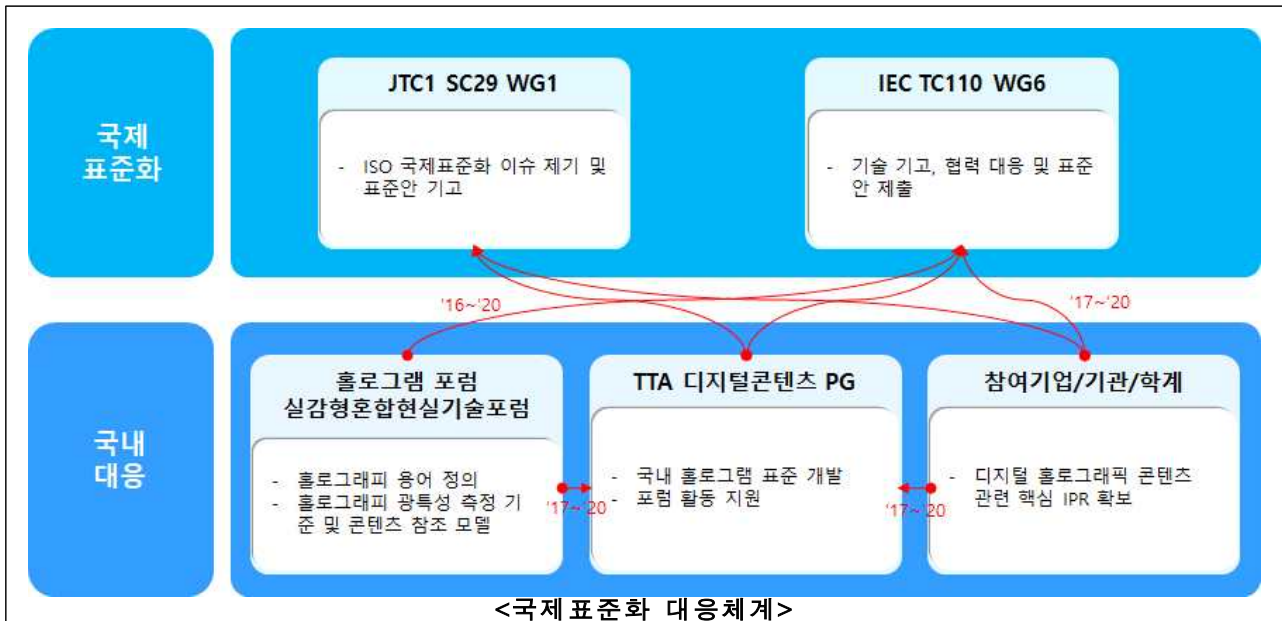 국제
표준화
JTC1 SC29 WG1
- ISO 국제표준화 이슈 제기 및
표준안 기고
IEC TC110 WG6
- 기술 기고, 협력 대응 및 표준
안 제출
'16~'20
'17~'20
국내
대응
홀로그램 포럼
실감형혼합현실기술포럼
- 홀로그래피 용어 정의
- 홀로그래피 광특성 측정 기
준 및 콘텐츠 참조 모델
'17~'20
TTA 디지털콘텐츠 PG
- 국내 홀로그램 표준 개발
- 포럼 활동 지원
'17~'20
참여기업/기관/학계
- 디지털 홀로그래픽 콘텐츠
관련 핵심 IPR 확보
<국제표준화 대응체계>